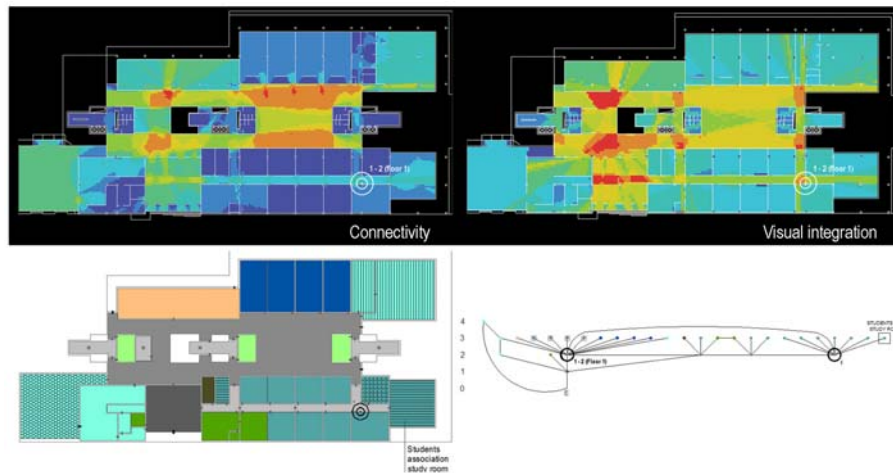 1 - 2 (floor 1)
1 - 2 (floor 1)
Connectivity
Visual integration
4
3
2
1
0
STUDENTS
1 - 2 (Floor 1)
E
Students
association
study room